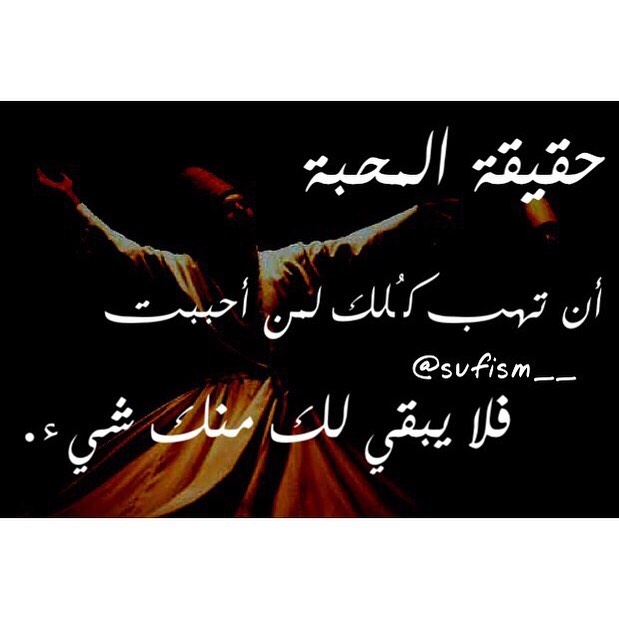 حقيقة المحبة
أن تهب كُلك لمن أحببت
@sufism__
فلا يبقي لك منك شيء.